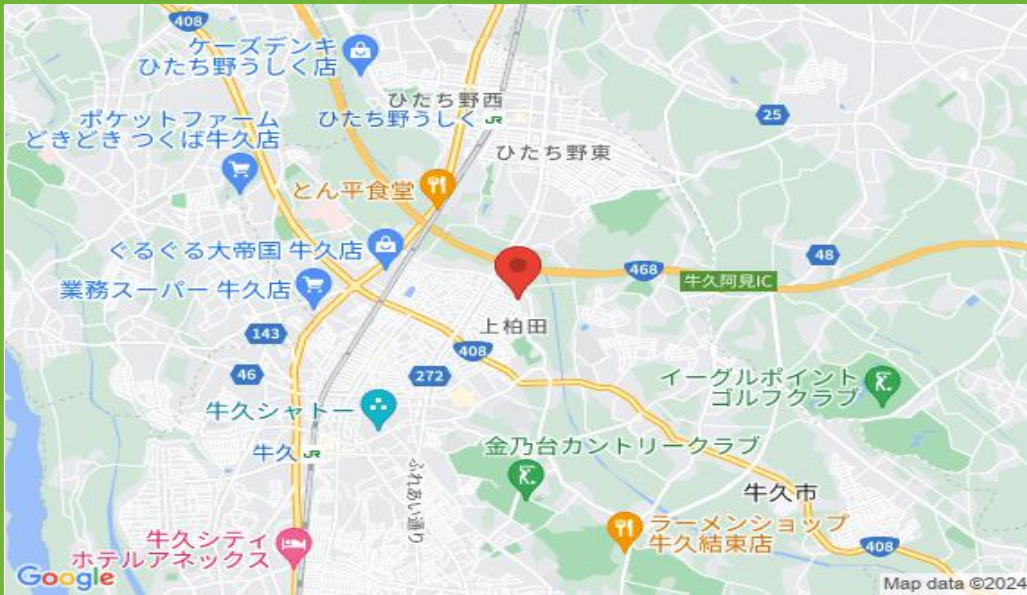 408
ケーズデンキ
ひたち野うしく店
ひたち野西
ポケットファーム
どきどき つくば牛久店
ひたち野うしく JR
25
ひたち野東
とん平食堂
ぐるぐる大帝国 牛久店
48
468
牛久阿見IC
業務スーパー 牛久店
上柏田
143
408
46
272
イーグルポイント
ゴルフクラブ
牛久シャトー
金乃台カントリークラブ
牛久 JR
ふれあい通り
牛久市
ラーメンショップ
牛久結束店
牛久シティ
ホテルアネックス
408
Google
Map data ©2024